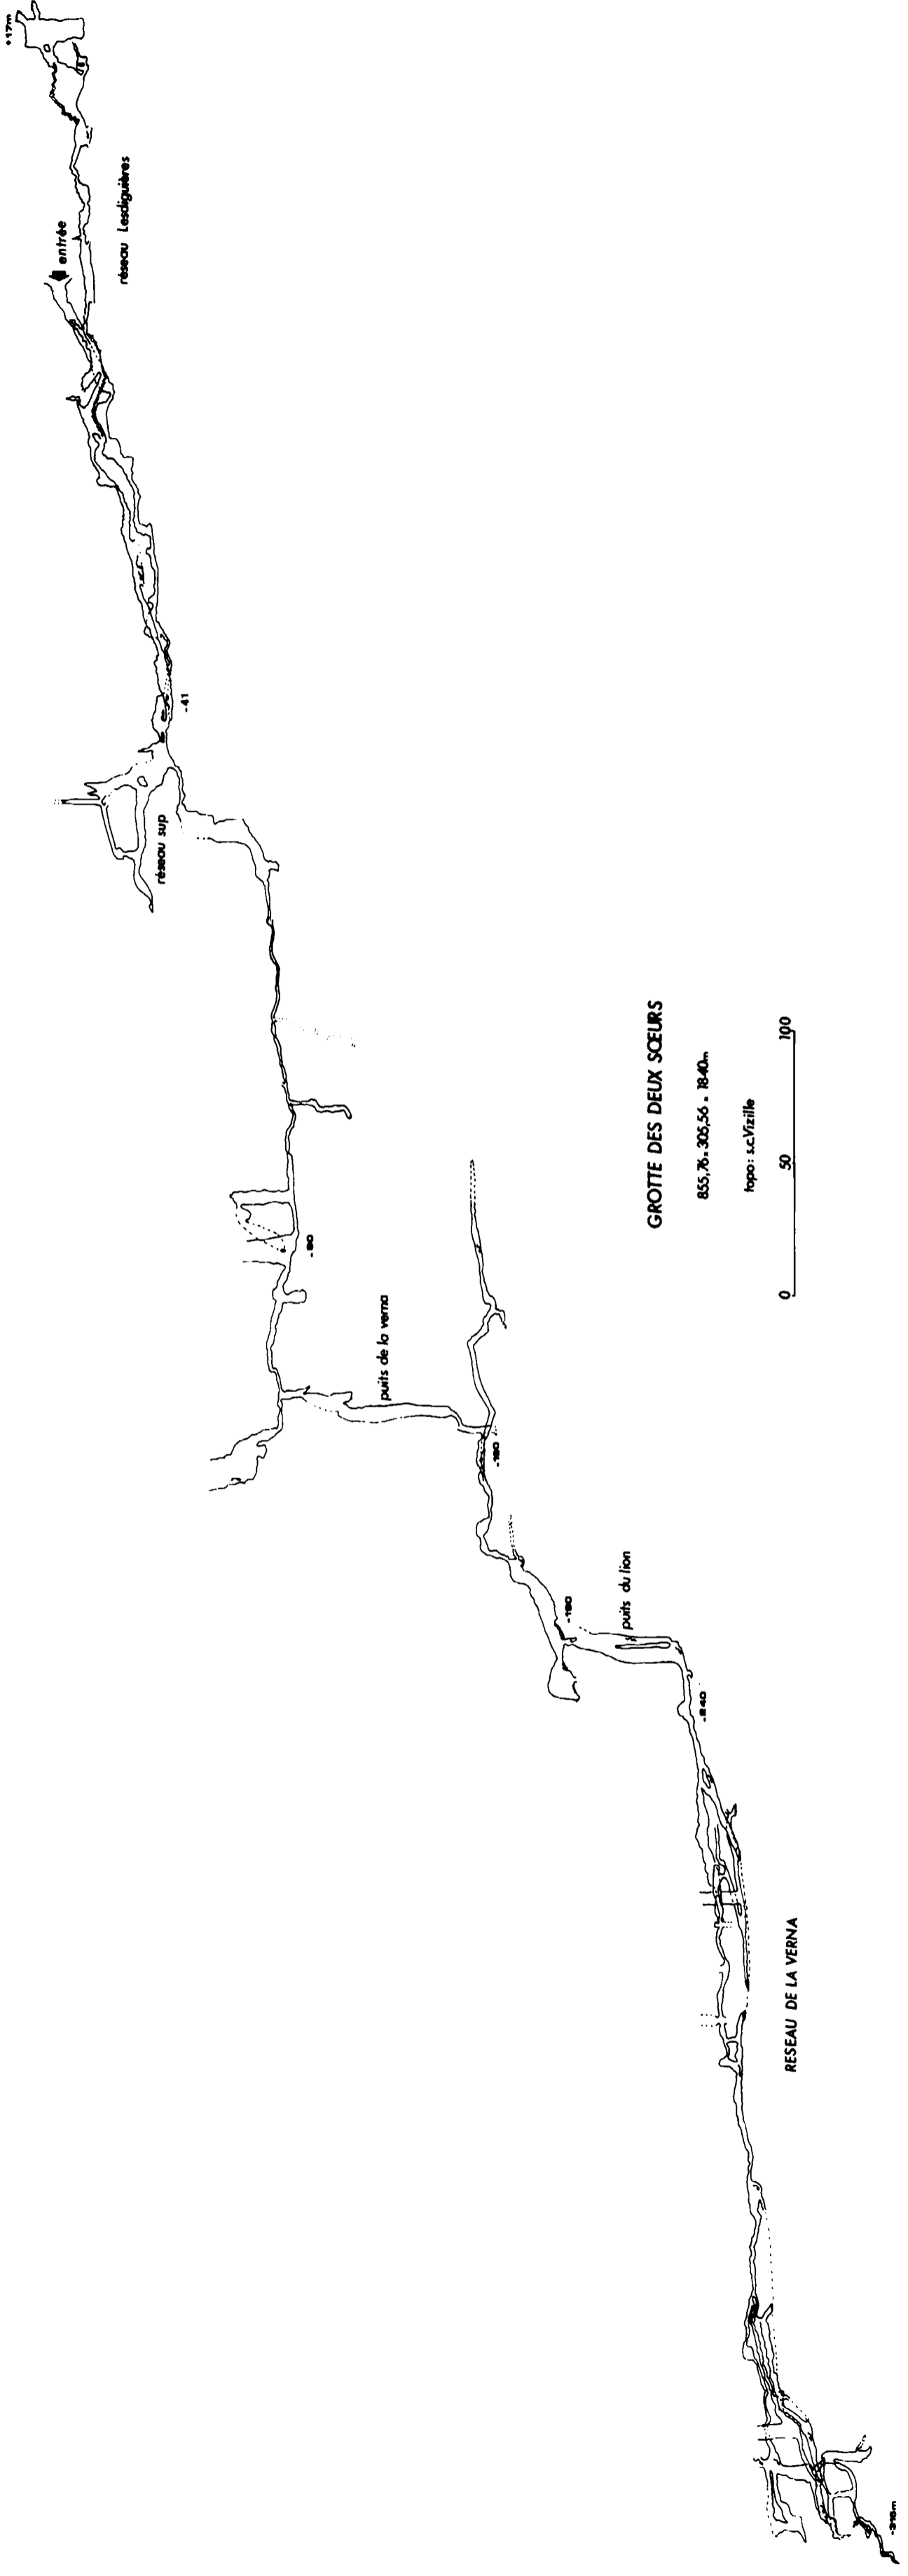 +17m
entrée
réseau Lesdiguières
-41
réseau sup
-90
puits de la verna
-180
-190
puits du lion
-240
GROTTE DES DEUX SŒURS
855,76 = 305,56 = 1840m
topo: s.c.Vizille
0 50 100
RESEAU DE LA VERNA
-316m